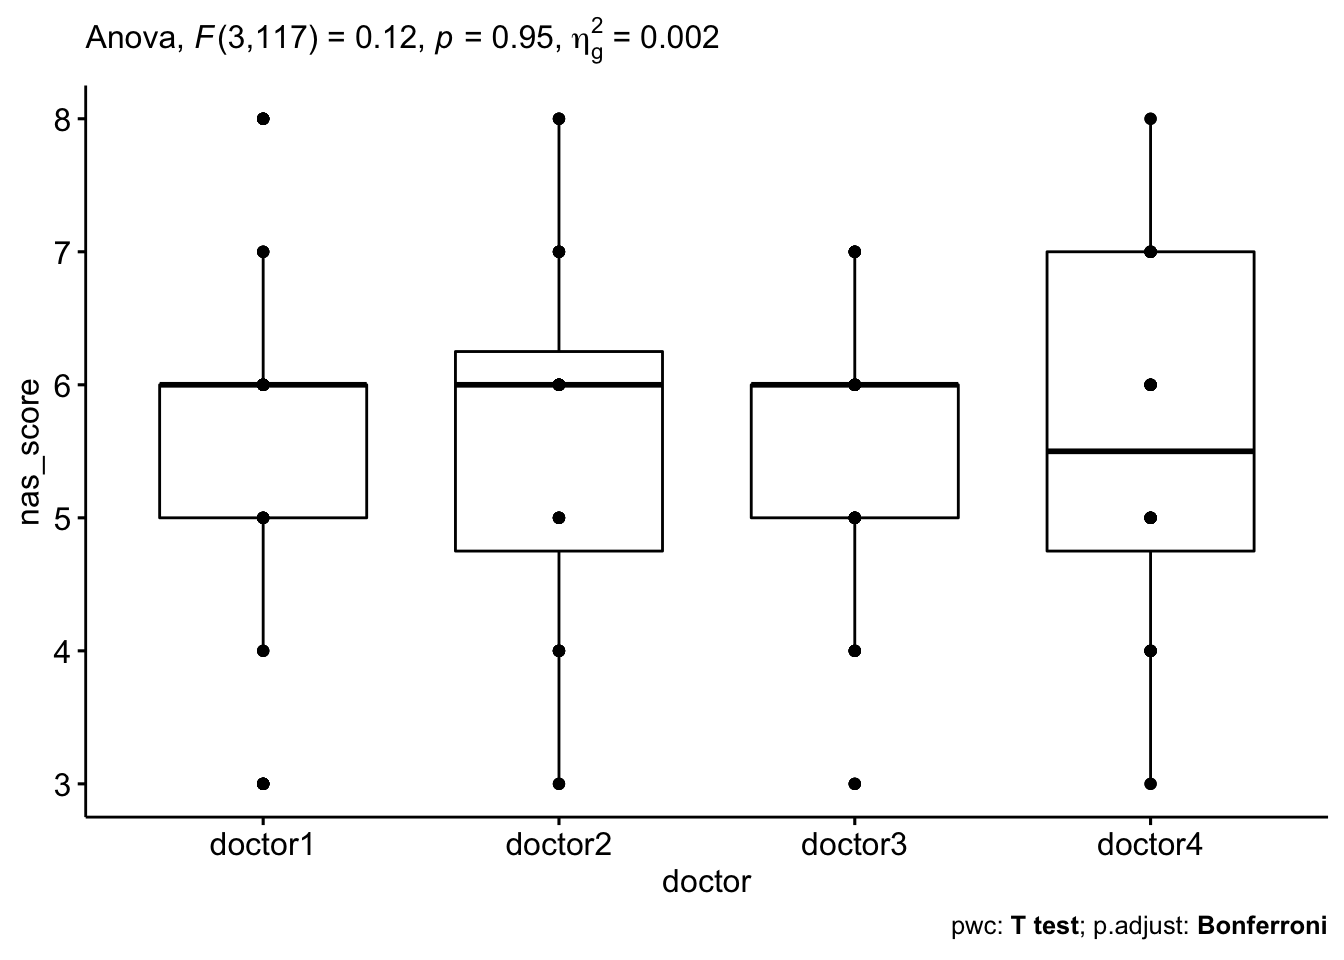 Anova, F(3,117) = 0.12, p = 0.95, η²g = 0.002
8
7
6
5
4
3
nas_score
doctor1 doctor2 doctor3 doctor4
doctor
pwc: T test; p.adjust: Bonferroni